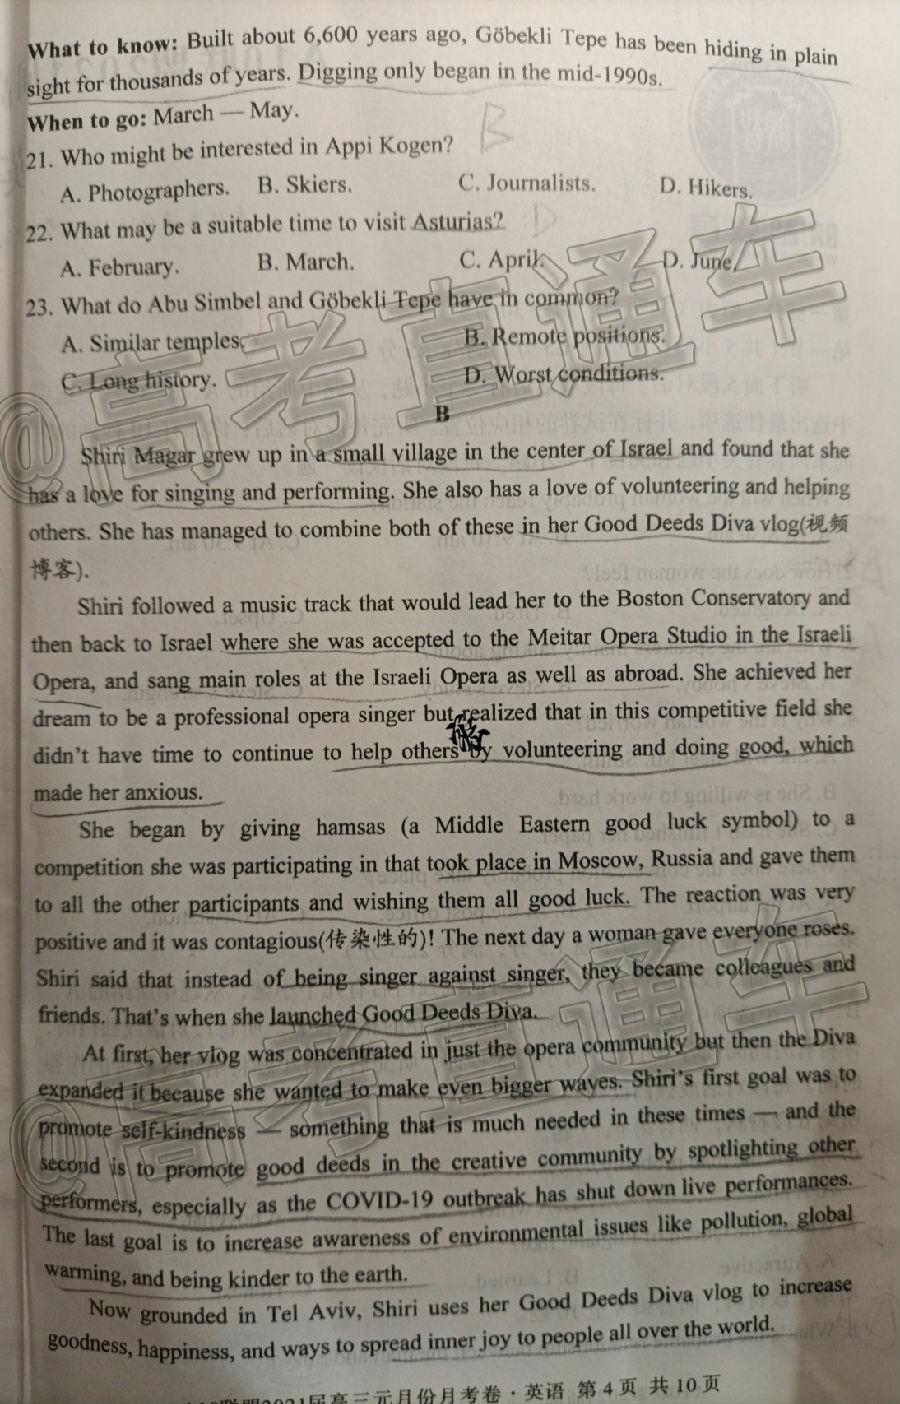 What to know: Built about 6,600 years ago, Göbekli Tepe has been hiding in plain
sight for thousands of years. Digging only began in the mid-1990s.
When to go: March — May.
21. Who might be interested in Appi Kogen?
B
A. Photographers. B. Skiers. C. Journalists. D. Hikers.
22. What may be a suitable time to visit Asturias?
D
A. February. B. March. C. April. D. June.
23. What do Abu Simbel and Göbekli Tepe have in common?
A. Similar temples. B. Remote positions.
C. Long history. D. Worst conditions.
@高考直通车
B
Shiri Magar grew up in a small village in the center of Israel and found that she
has a love for singing and performing. She also has a love of volunteering and helping
others. She has managed to combine both of these in her Good Deeds Diva vlog(视频
博客).
Shiri followed a music track that would lead her to the Boston Conservatory and
then back to Israel where she was accepted to the Meitar Opera Studio in the Israeli
Opera, and sang main roles at the Israeli Opera as well as abroad. She achieved her
dream to be a professional opera singer but realized that in this competitive field she
didn't have time to continue to help others by volunteering and doing good, which
made her anxious.
She began by giving hamsas (a Middle Eastern good luck symbol) to a
competition she was participating in that took place in Moscow, Russia and gave them
to all the other participants and wishing them all good luck. The reaction was very
positive and it was contagious(传染性的)! The next day a woman gave everyone roses.
Shiri said that instead of being singer against singer, they became colleagues and
friends. That's when she launched Good Deeds Diva.
At first, her vlog was concentrated in just the opera community but then the Diva
expanded it because she wanted to make even bigger waves. Shiri's first goal was to
promote self-kindness — something that is much needed in these times — and the
second is to promote good deeds in the creative community by spotlighting other
performers, especially as the COVID-19 outbreak has shut down live performances.
The last goal is to increase awareness of environmental issues like pollution, global
warming, and being kinder to the earth.
@高考直通车
Now grounded in Tel Aviv, Shiri uses her Good Deeds Diva vlog to increase
goodness, happiness, and ways to spread inner joy to people all over the world.
2021届高三元月份月考卷·英语 第4页 共10页